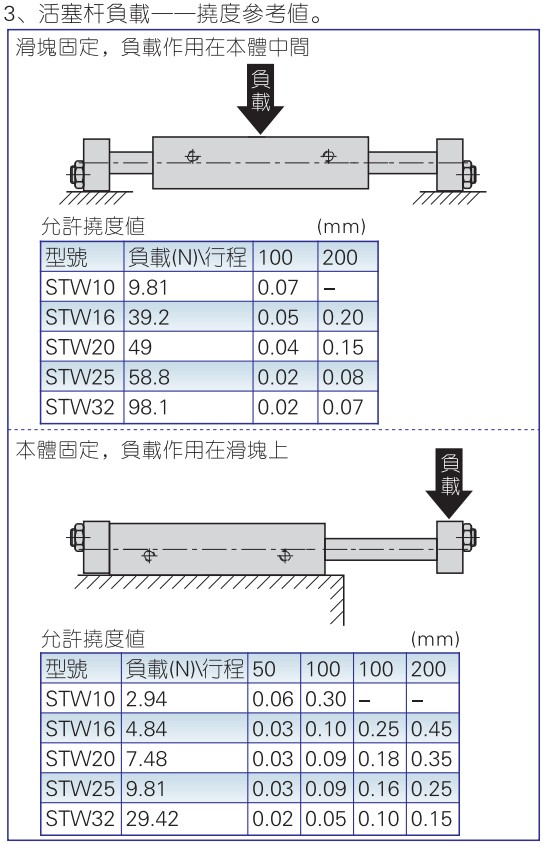 3、活塞杆負載——撓度參考值。
滑塊固定，負載作用在本體中間
負
載
允許撓度値 (mm)
型號 負載(N)\行程 100 200
STW10 9.81 0.07 –
STW16 39.2 0.05 0.20
STW20 49 0.04 0.15
STW25 58.8 0.02 0.08
STW32 98.1 0.02 0.07
本體固定，負載作用在滑塊上
負
載
允許撓度値 (mm)
型號 負載(N)\行程 50 100 100 200
STW10 2.94 0.06 0.30 – –
STW16 4.84 0.03 0.10 0.25 0.45
STW20 7.48 0.03 0.09 0.18 0.35
STW25 9.81 0.03 0.09 0.16 0.25
STW32 29.42 0.02 0.05 0.10 0.15